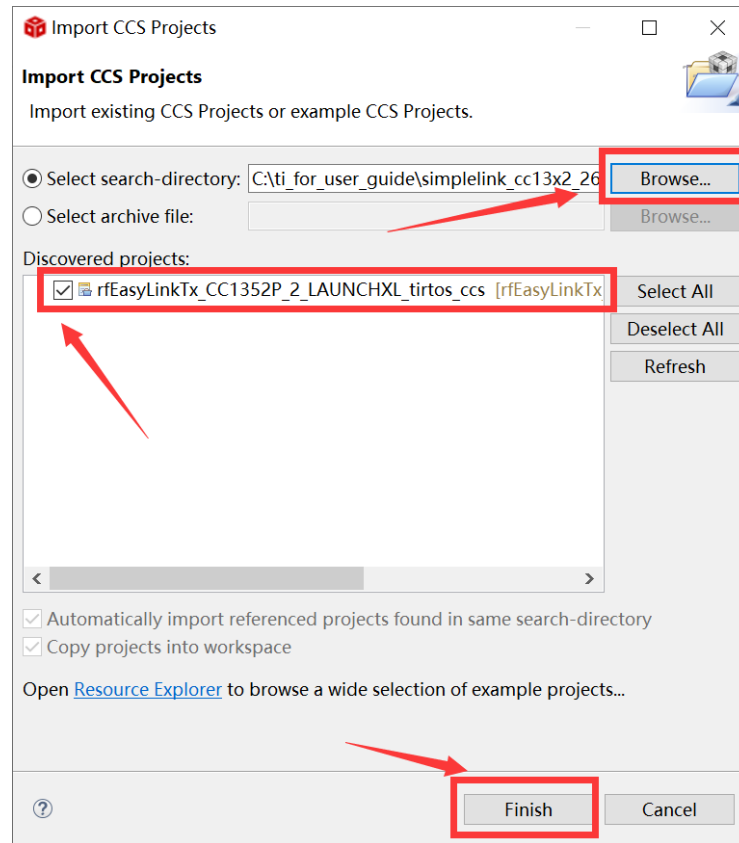 Import CCS Projects
Import CCS Projects
Import existing CCS Projects or example CCS Projects.
Select search-directory: C:\ti_for_user_guide\simplelink_cc13x2_26 Browse...
Select archive file: Browse...
Discovered projects:
rfEasyLinkTx_CC1352P_2_LAUNCHXL_tirtos_ccs [rfEasyLinkTx
Select All
Deselect All
Refresh
Automatically import referenced projects found in same search-directory
Copy projects into workspace
Open Resource Explorer to browse a wide selection of example projects...
? Finish Cancel